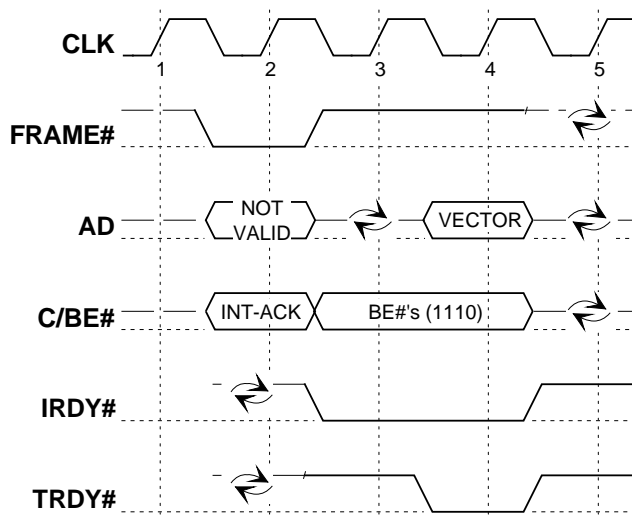 CLK
1 2 3 4 5
FRAME#
AD
NOT
VALID
VECTOR
C/BE#
INT-ACK
BE#'s (1110)
IRDY#
TRDY#